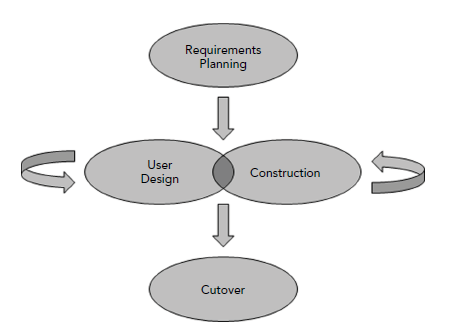 Requirements
Planning
User
Design
Construction
Cutover